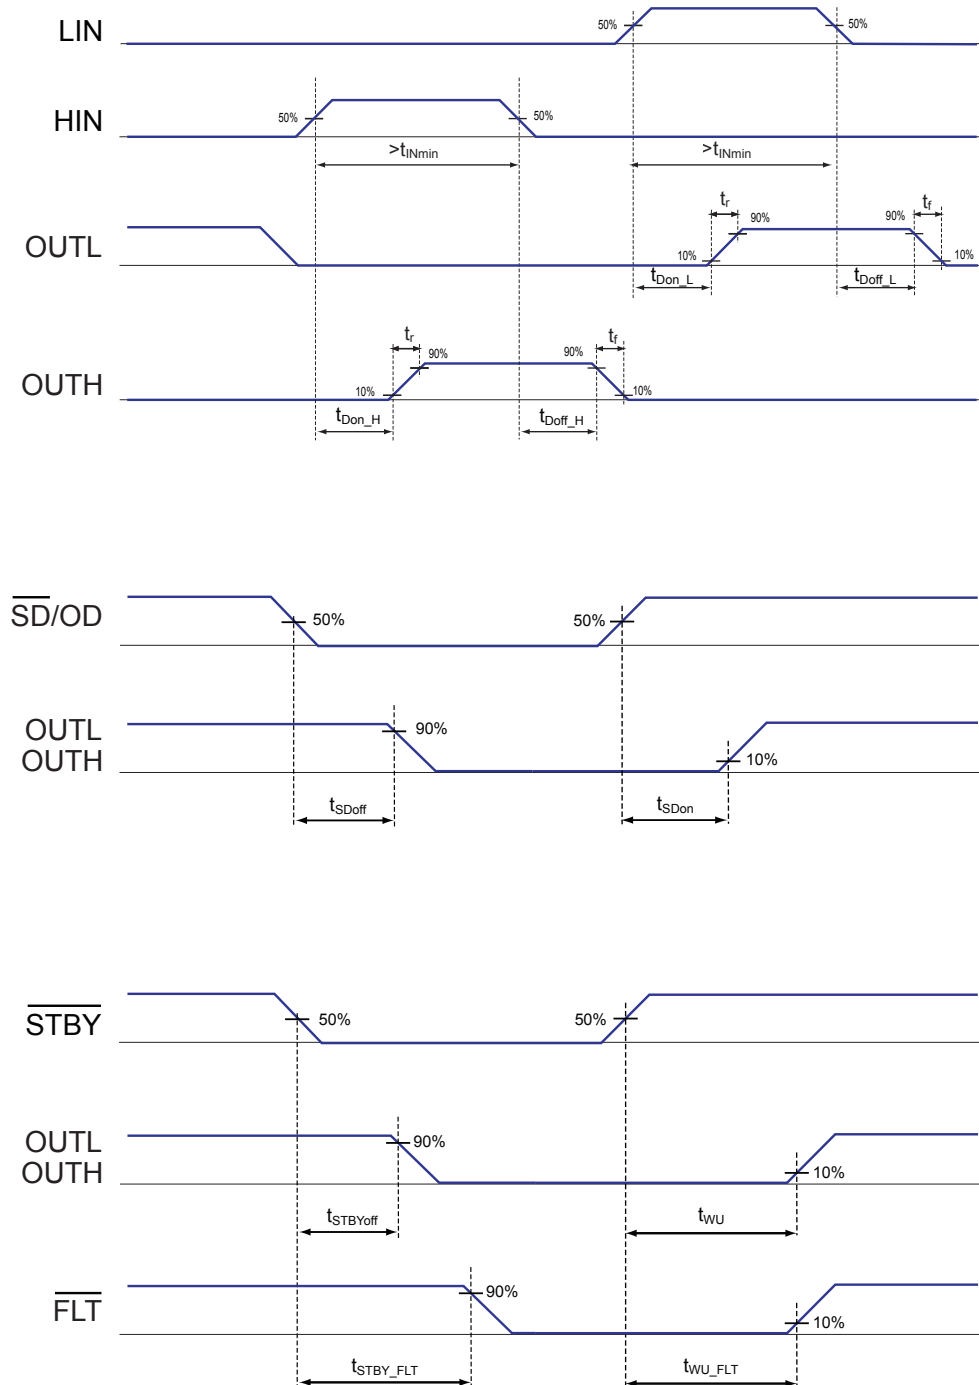 LIN
50%
50%
HIN
50%
50%
>tINmin
>tINmin
OUTL
tr
tf
90%
90%
10%
10%
tDon_L
tDoff_L
OUTH
tr
tf
90%
90%
10%
10%
tDon_H
tDoff_H
SD/OD
50%
50%
OUTL
OUTH
90%
10%
tSDoff
tSDon
STBY
50%
50%
OUTL
OUTH
90%
10%
tSTBYoff
tWU
FLT
90%
10%
tSTBY_FLT
tWU_FLT